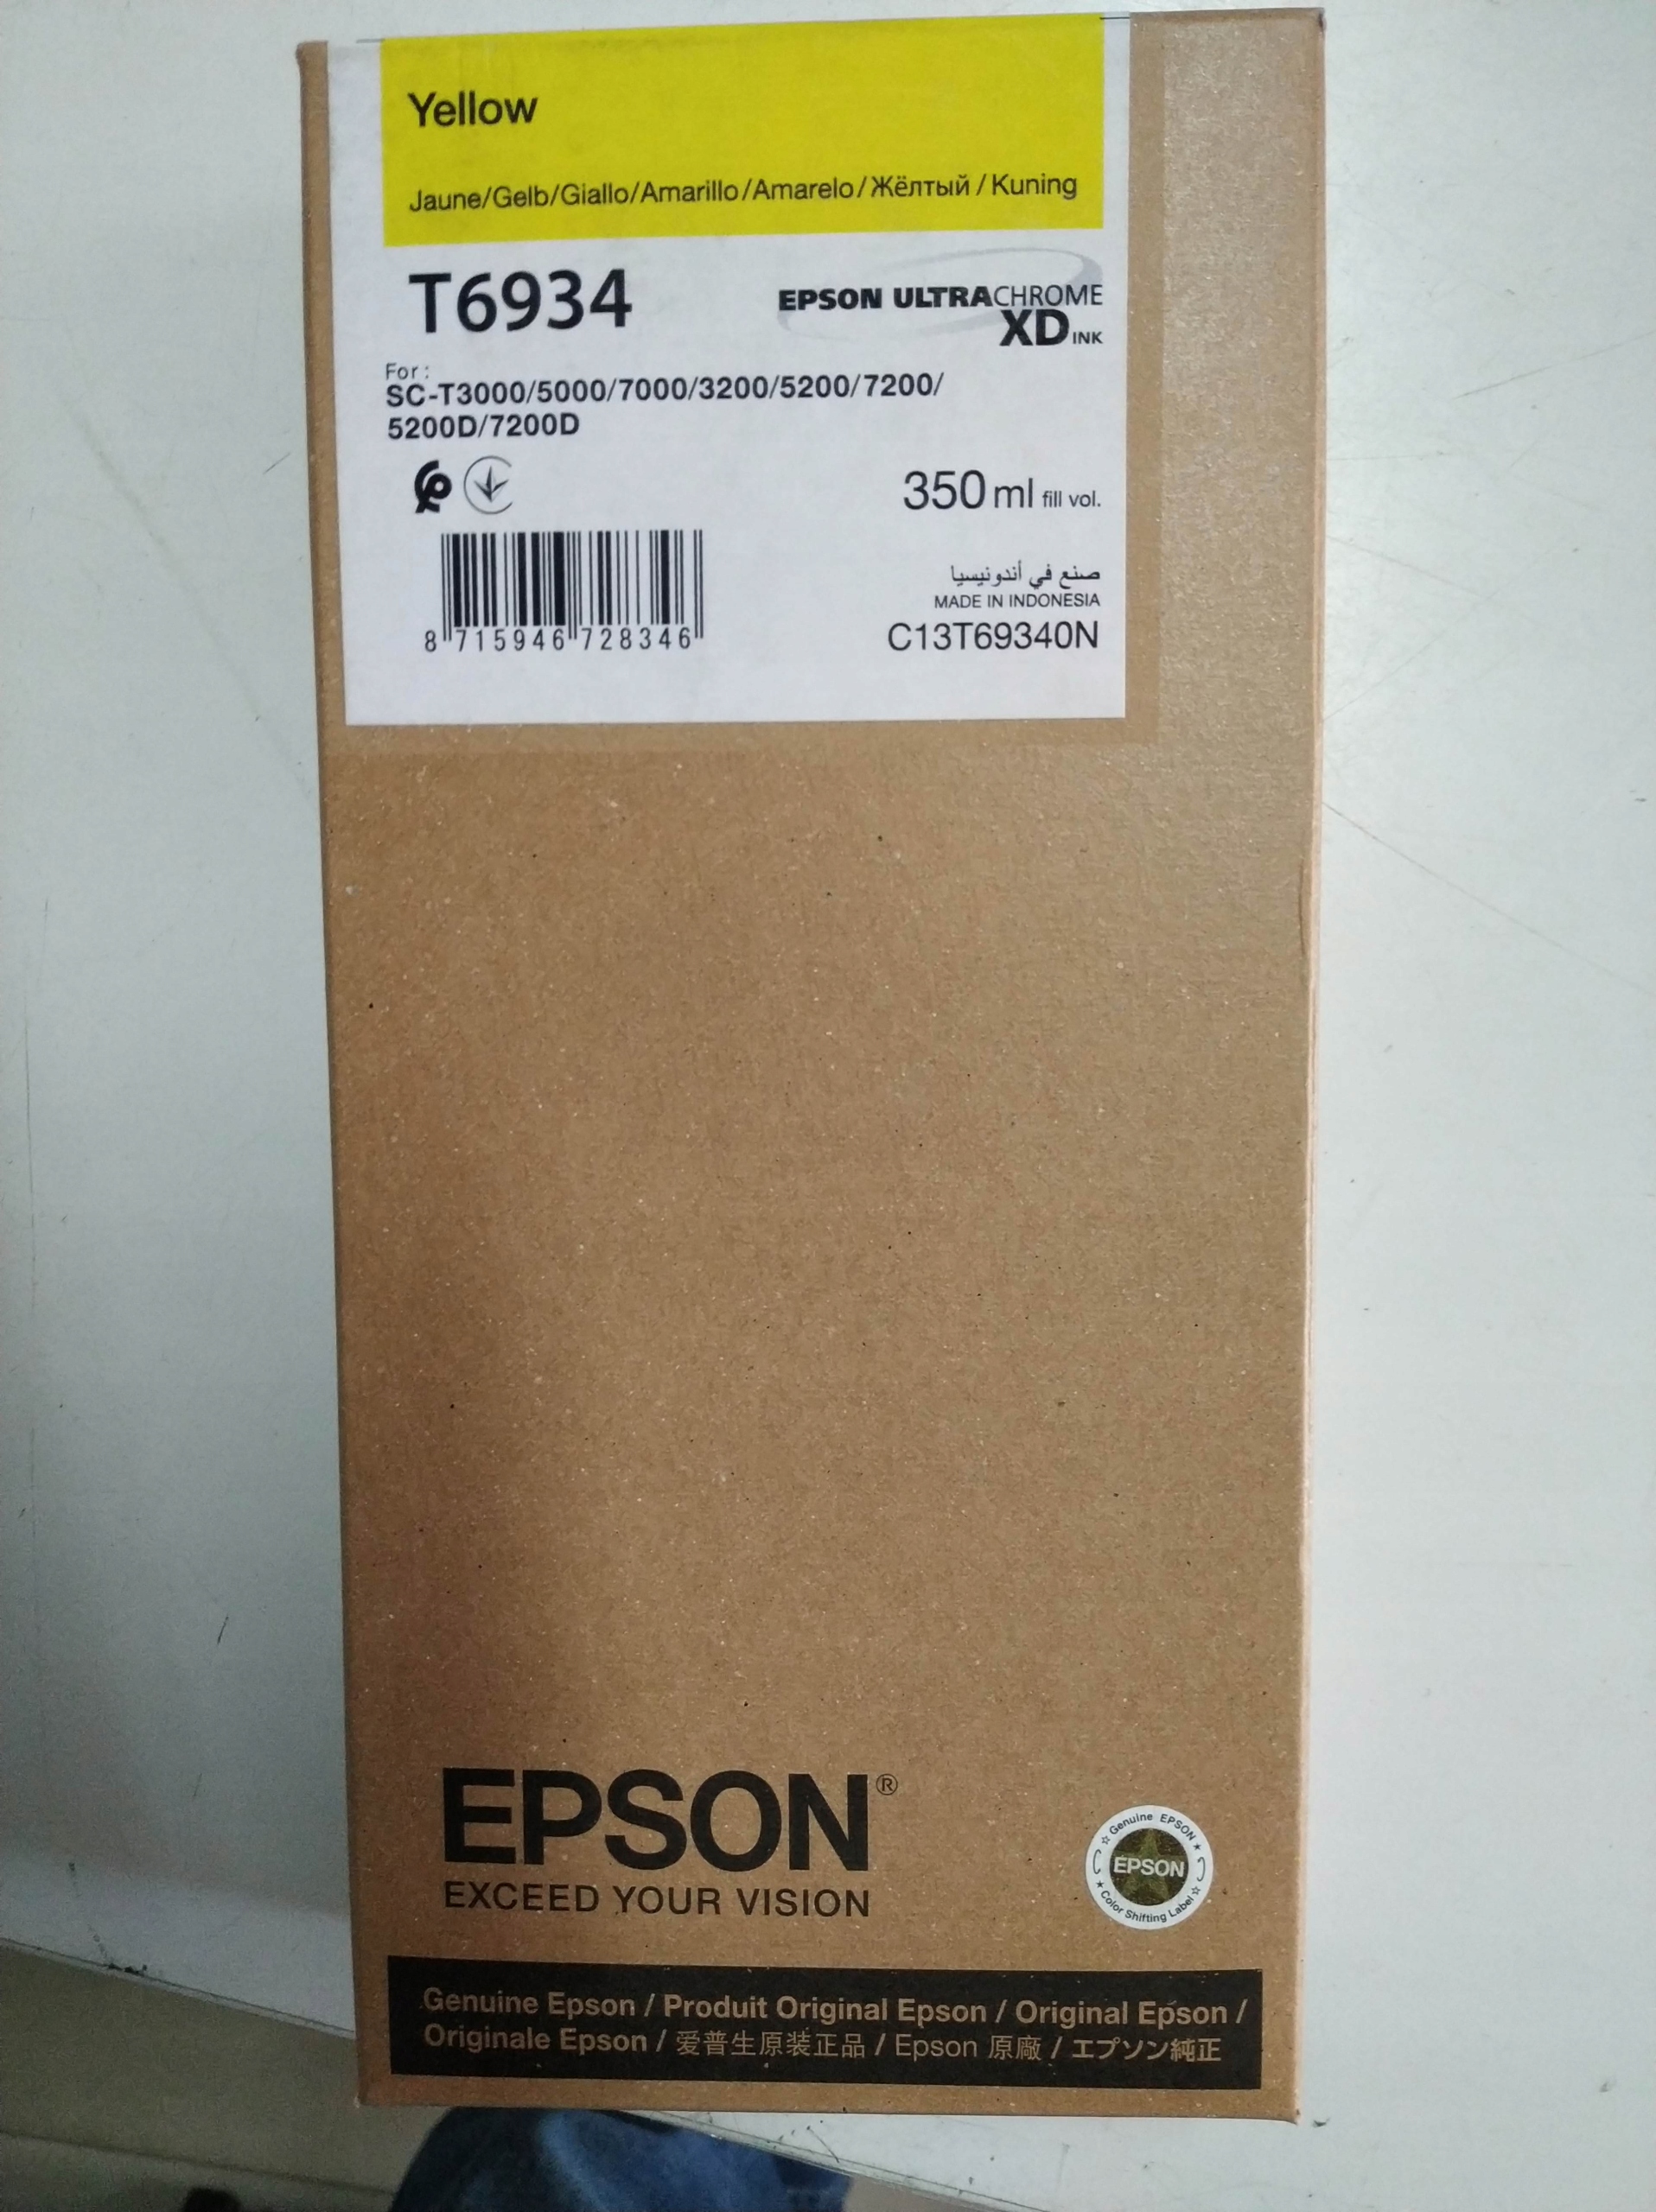 Yellow
Jaune/Gelb/Giallo/Amarillo/Amarelo/Жёлтый/Kuning
T6934
EPSON ULTRACHROME
XD INK
For :
SC-T3000/5000/7000/3200/5200/7200/
5200D/7200D
350 ml fill vol.
صنع في أندونيسيا
MADE IN INDONESIA
C13T69340N
8 715946 728346
EPSON®
EXCEED YOUR VISION
Genuine EPSON
EPSON
Color Shifting Label
Genuine Epson / Produit Original Epson / Original Epson /
Originale Epson / 爱普生原装正品 / Epson 原廠 / エプソン純正